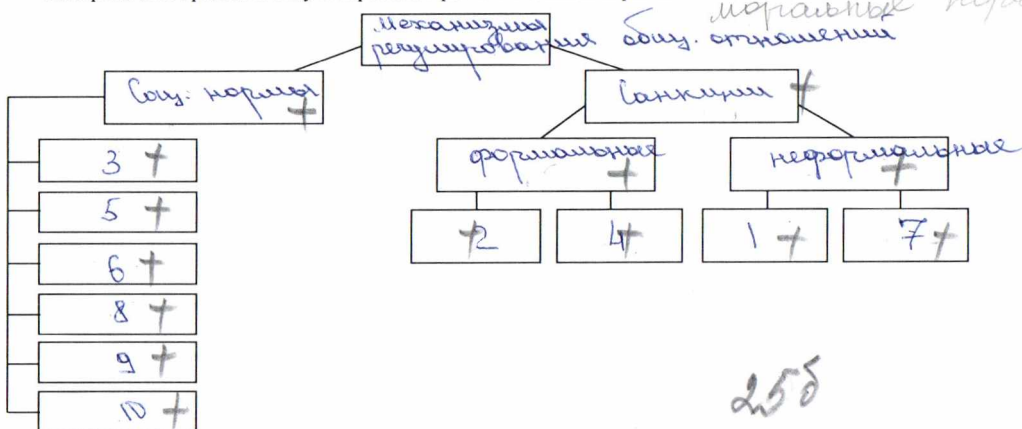 моральных
Механизмы
регулирования общ. отношений
Соц. нормы +
Санкции +
3 +
5 +
6 +
8 +
9 +
10 +
формальные +
неформальные +
+2
4+
1 +
7+
25б